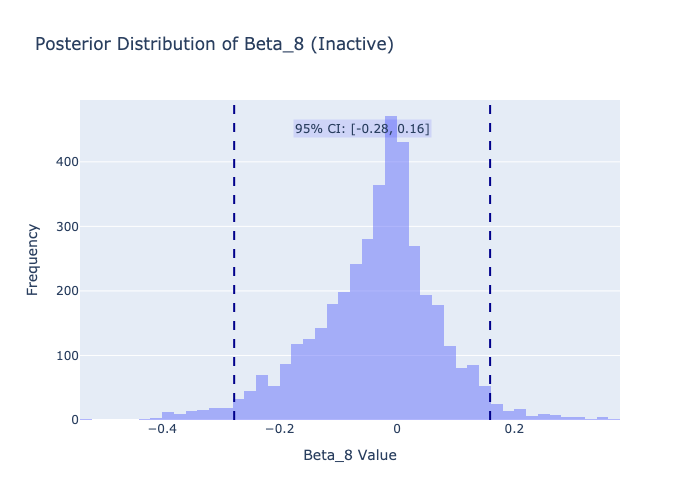 Posterior Distribution of Beta_8 (Inactive)
95% CI: [-0.28, 0.16]
400
300
200
100
0
Frequency
−0.4
−0.2
0
0.2
Beta_8 Value